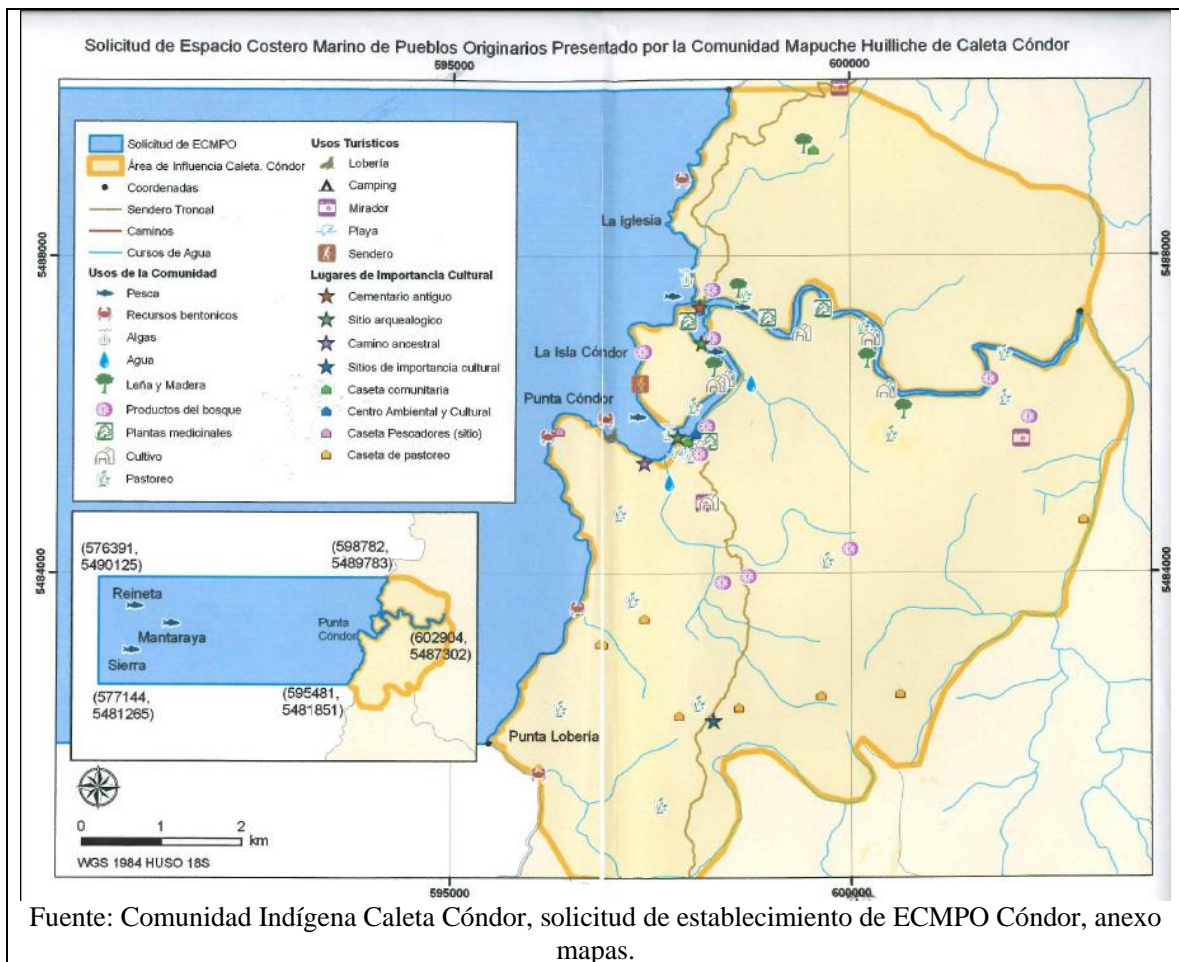 Solicitud de Espacio Costero Marino de Pueblos Originarios Presentado por la Comunidad Mapuche Huilliche de Caleta Cóndor
595000
600000
Solicitud de ECMPO
Área de Influencia Caleta. Cóndor
Coordenadas
Sendero Troncal
Caminos
Cursos de Agua
Usos de la Comunidad
Pesca
Recursos bentonicos
Algas
Agua
Leña y Madera
Productos del bosque
Plantas medicinales
Cultivo
Pastoreo
Usos Turísticos
Lobería
Camping
Mirador
Playa
Sendero
Lugares de Importancia Cultural
Cementario antiguo
Sitio arquealogico
Camino ancestral
Sitios de importancia cultural
Caseta comunitaria
Centro Ambiental y Cultural
Caseta Pescadores (sitio)
Caseta de pastoreo
La Iglesia
5488000
5488000
La Isla Cóndor
Punta Cóndor
5484000
5484000
(576391,
5490125)
(598782,
5489783)
Reineta
Mantaraya
Sierra
Punta
Cóndor
(602904,
5487302)
(577144,
5481265)
(595481,
5481851)
Punta Lobería
0 1 2
km
WGS 1984 HUSO 18S
595000
600000
Fuente: Comunidad Indígena Caleta Cóndor, solicitud de establecimiento de ECMPO Cóndor, anexo
mapas.